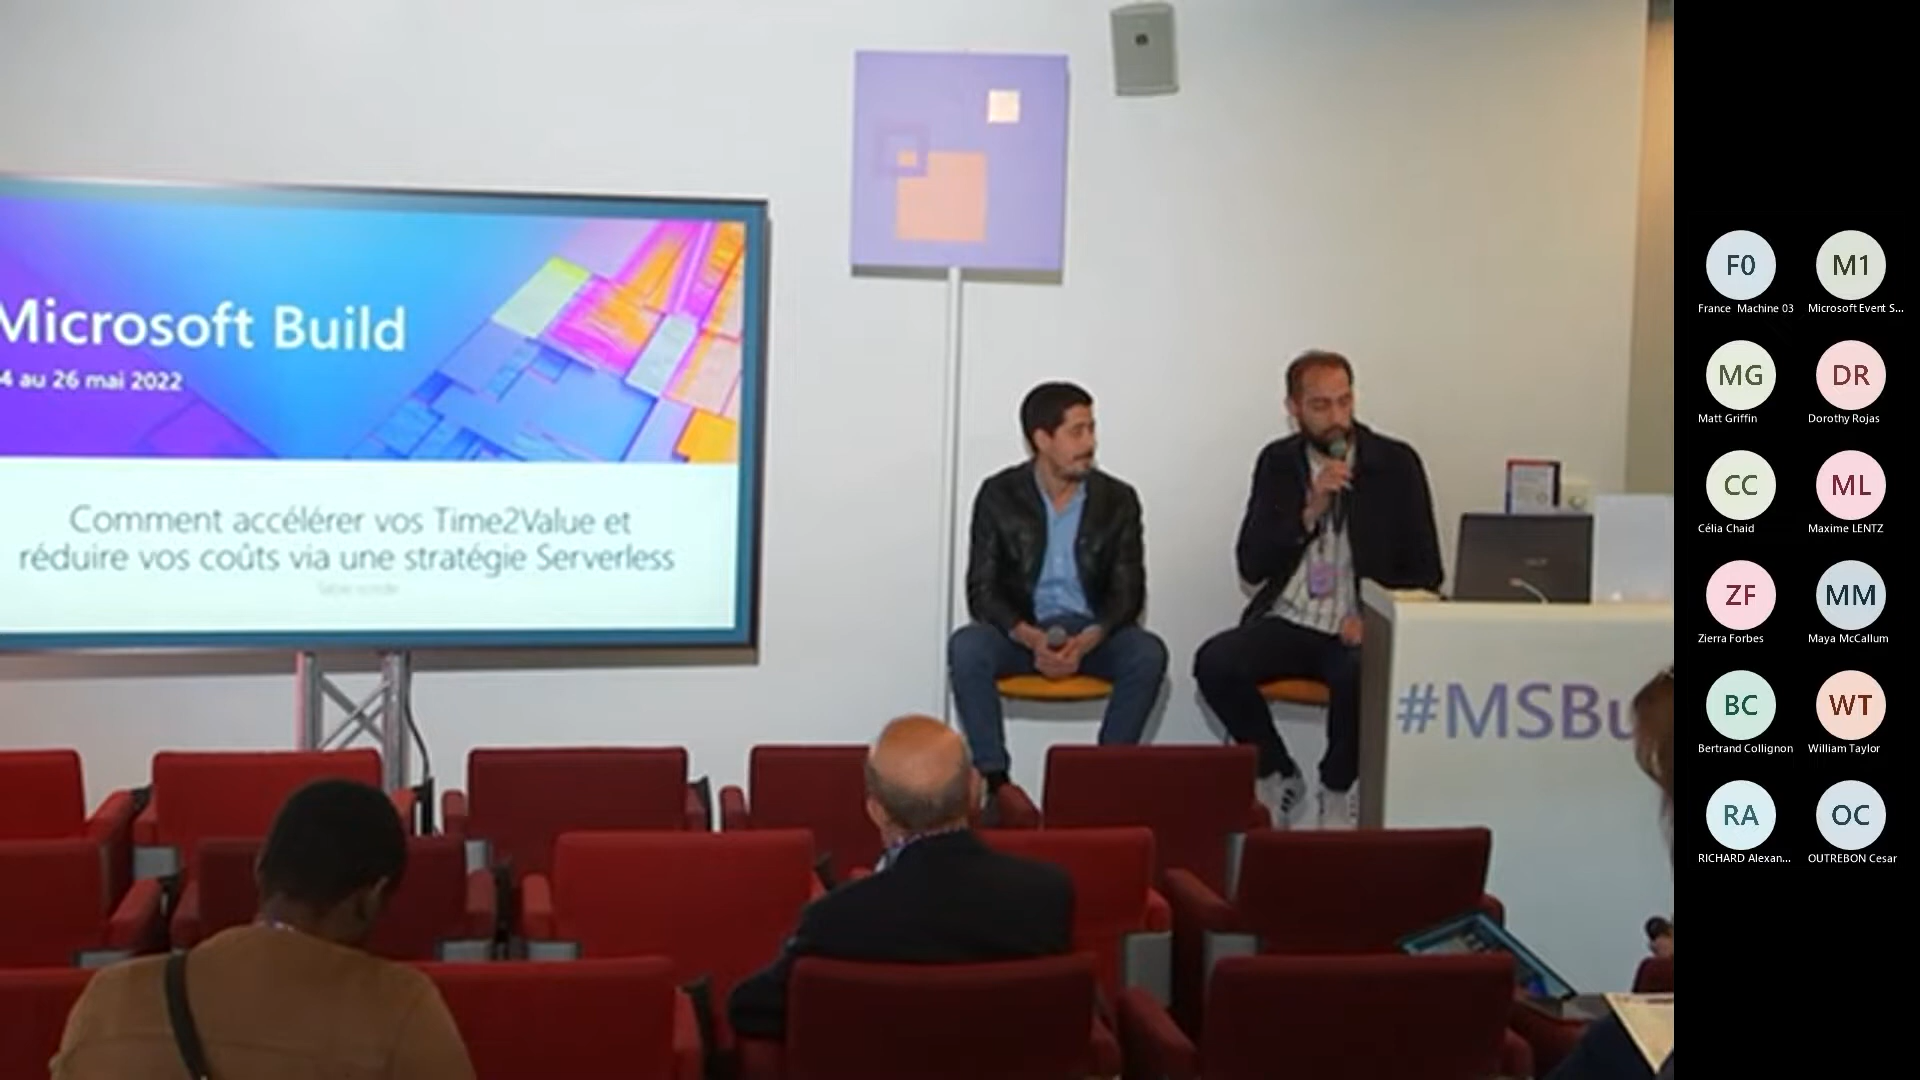 Microsoft Build
4 au 26 mai 2022
Comment accélérer vos Time2Value et
réduire vos coûts via une stratégie Serverless
Table ronde
#MSBu
F0
M1
France Machine 03
Microsoft Event S...
MG
DR
Matt Griffin
Dorothy Rojas
CC
ML
Célia Chaid
Maxime LENTZ
ZF
MM
Zierra Forbes
Maya McCallum
BC
WT
Bertrand Collignon
William Taylor
RA
OC
RICHARD Alexan...
OUTREBON Cesar